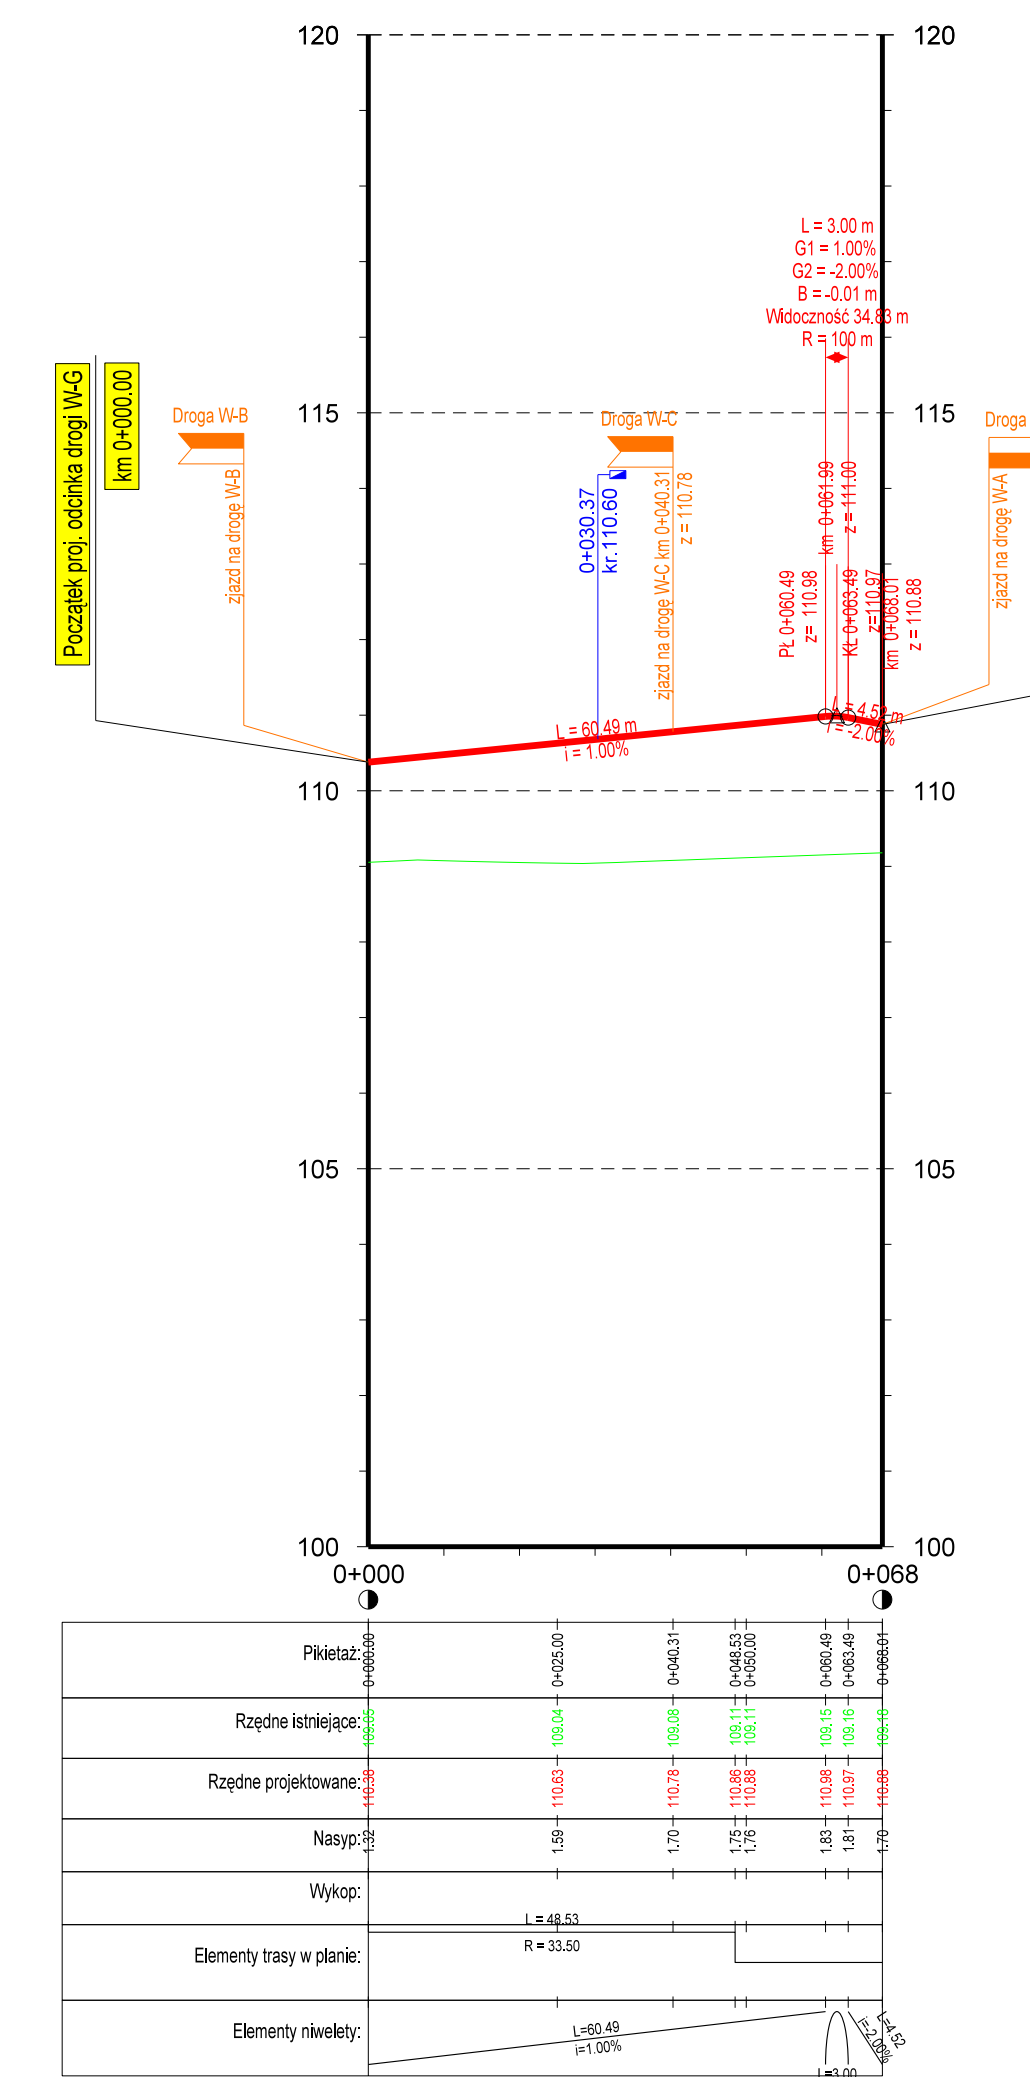 120
120
L = 3.00 m
G1 = 1.00%
G2 = -2.00%
B = -0.01 m
Widoczność 34.83 m
R = 100 m
Początek proj. odcinka drogi W-G
km 0+000.00
Droga W-B
zjazd na drogę W-B
115
115
Droga W-C
0+030.37
kr.110.60
zjazd na drogę W-C km 0+040.31
z = 110.78
km 0+061.99
z = 111.00
PŁ 0+060.49
z= 110.98
KŁ 0+063.49
z=110.97
km 0+068.01
z = 110.88
Droga
zjazd na drogę W-A
L = 60.49 m
i = 1.00%
L = 4.52 m
i = -2.00%
110
110
105
105
100
100
0+000
0+068
Pikietaż: 0+000.00 0+025.00 0+040.31 0+048.53 0+050.00 0+060.49 0+063.49 0+068.01
Rzędne istniejące: 109.05 109.04 109.08 109.11 109.11 109.15 109.16 109.18
Rzędne projektowane: 110.38 110.63 110.78 110.86 110.88 110.98 110.97 110.88
Nasyp: 1.32 1.59 1.70 1.75 1.76 1.83 1.81 1.70
Wykop:
Elementy trasy w planie: L = 48.53
R = 33.50
Elementy niwelety: L=60.49
i=1.00%
L=3.00
L=4.52
i=-2.00%